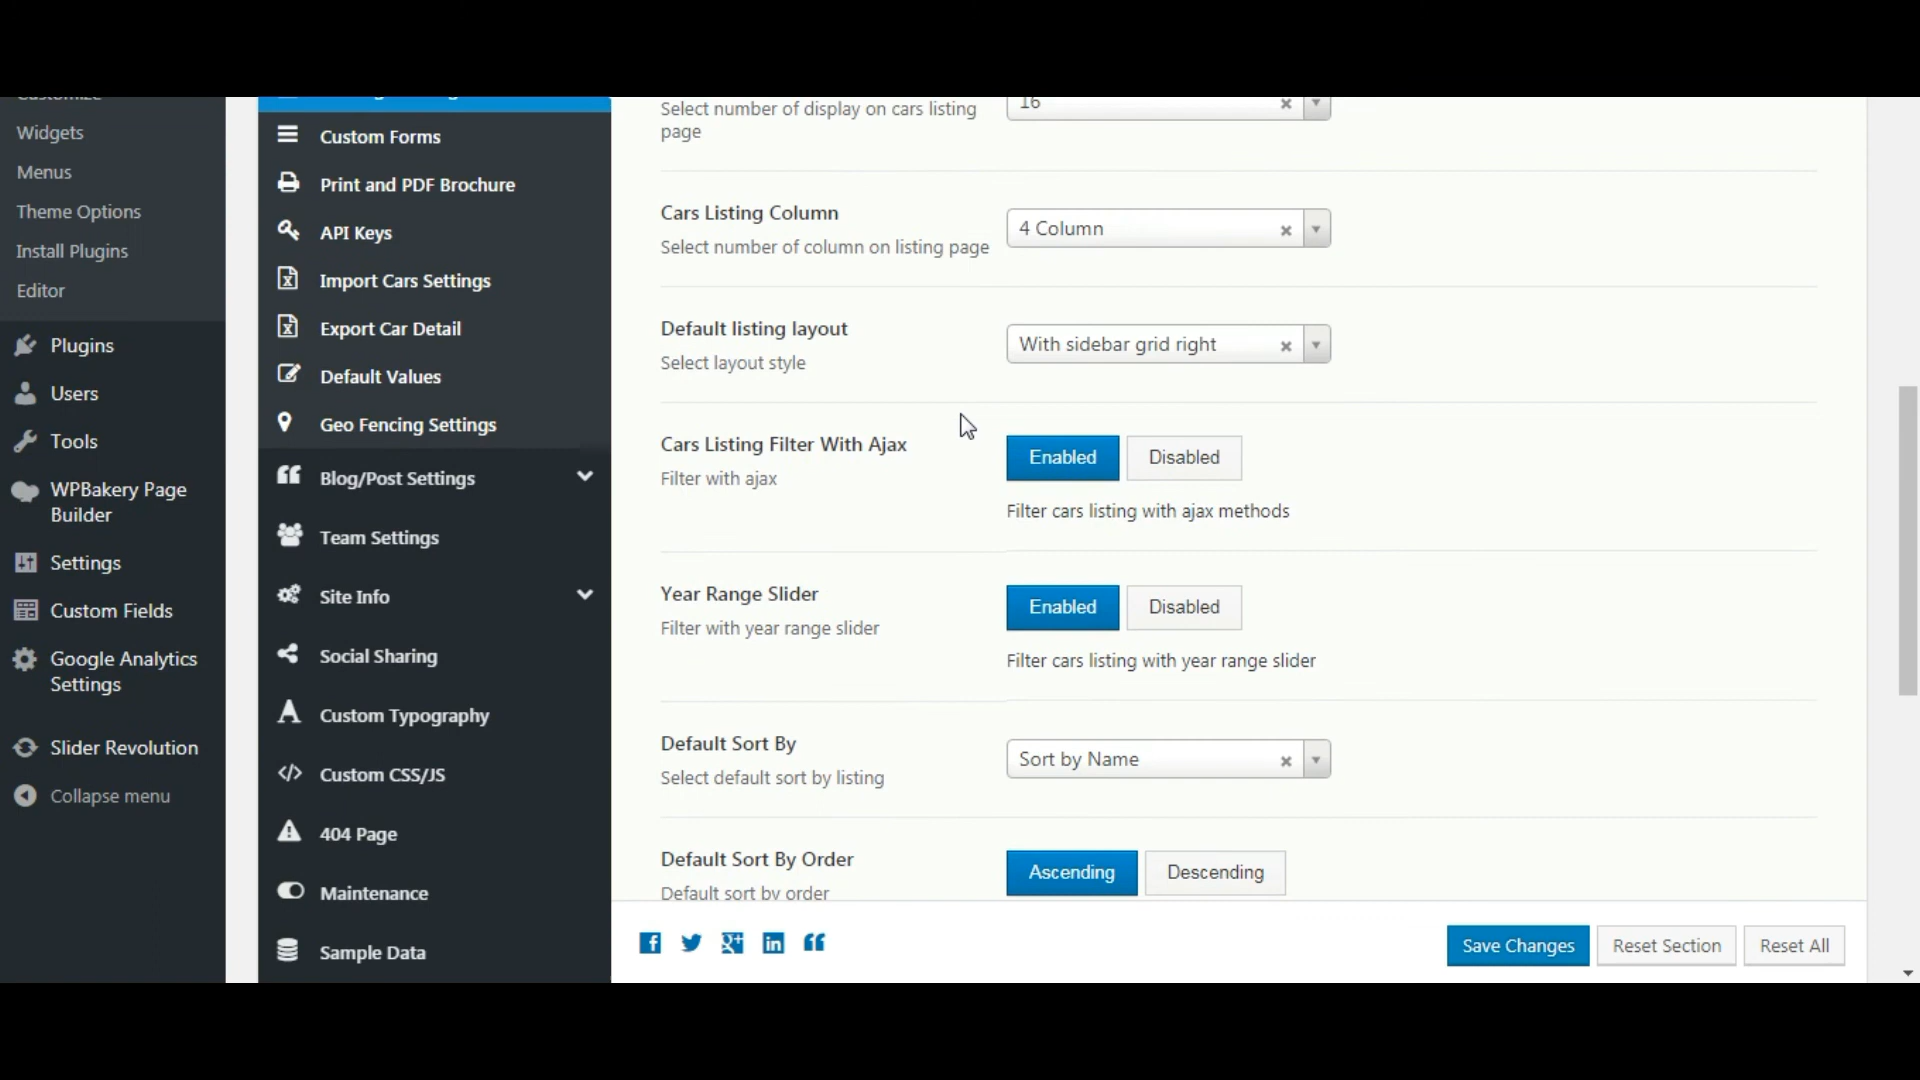 Customize
Widgets
Menus
Theme Options
Install Plugins
Editor
Plugins
Users
Tools
WPBakery Page
Builder
Settings
Custom Fields
Google Analytics
Settings
Slider Revolution
Collapse menu
Custom Forms
Print and PDF Brochure
API Keys
Import Cars Settings
Export Car Detail
Default Values
Geo Fencing Settings
Blog/Post Settings
Team Settings
Site Info
Social Sharing
Custom Typography
Custom CSS/JS
404 Page
Maintenance
Sample Data
Select number of display on cars listing
page
16
Cars Listing Column
Select number of column on listing page
4 Column
Default listing layout
Select layout style
With sidebar grid right
Cars Listing Filter With Ajax
Filter with ajax
Enabled Disabled
Filter cars listing with ajax methods
Year Range Slider
Filter with year range slider
Enabled Disabled
Filter cars listing with year range slider
Default Sort By
Select default sort by listing
Sort by Name
Default Sort By Order
Default sort by order
Ascending Descending
Save Changes Reset Section Reset All